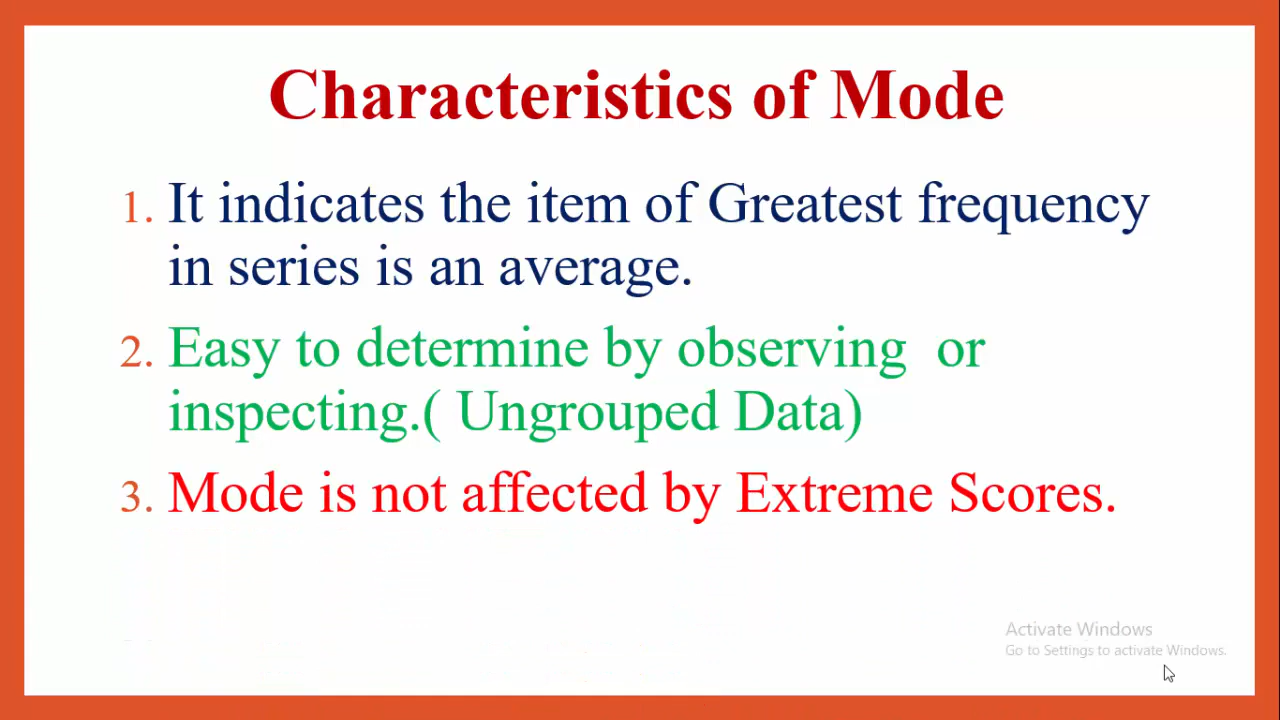 Characteristics of Mode
1. It indicates the item of Greatest frequency
in series is an average.
2. Easy to determine by observing  or
inspecting.( Ungrouped Data)
3. Mode is not affected by Extreme Scores.
Activate Windows
Go to Settings to activate Windows.